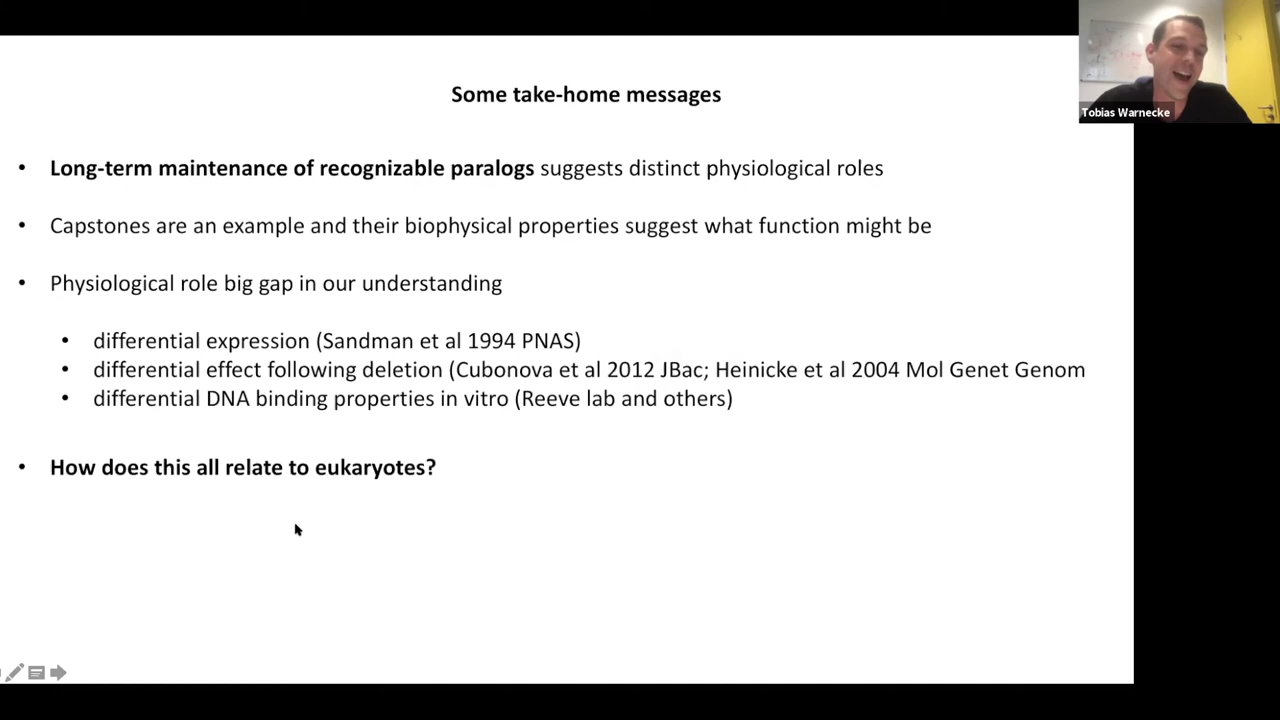 Some take-home messages
Tobias Warnecke
• Long-term maintenance of recognizable paralogs suggests distinct physiological roles
• Capstones are an example and their biophysical properties suggest what function might be
• Physiological role big gap in our understanding
• differential expression (Sandman et al 1994 PNAS)
• differential effect following deletion (Cubonova et al 2012 JBac; Heinicke et al 2004 Mol Genet Genom
• differential DNA binding properties in vitro (Reeve lab and others)
• How does this all relate to eukaryotes?